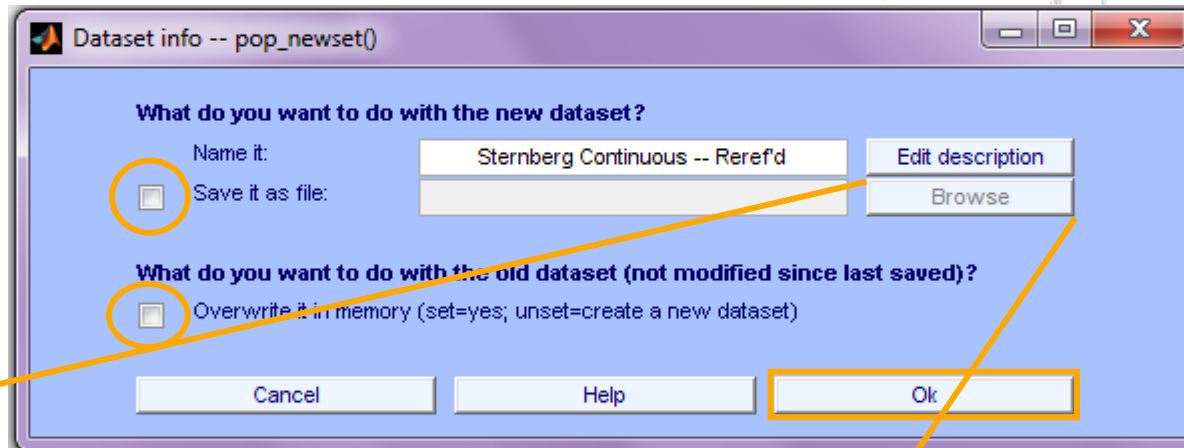 Dataset info -- pop_newset()
What do you want to do with the new dataset?
Name it: Sternberg Continuous -- Reref'd Edit description
Save it as file: Browse
What do you want to do with the old dataset (not modified since last saved)?
Overwrite it in memory (set=yes; unset=create a new dataset)
Cancel Help Ok